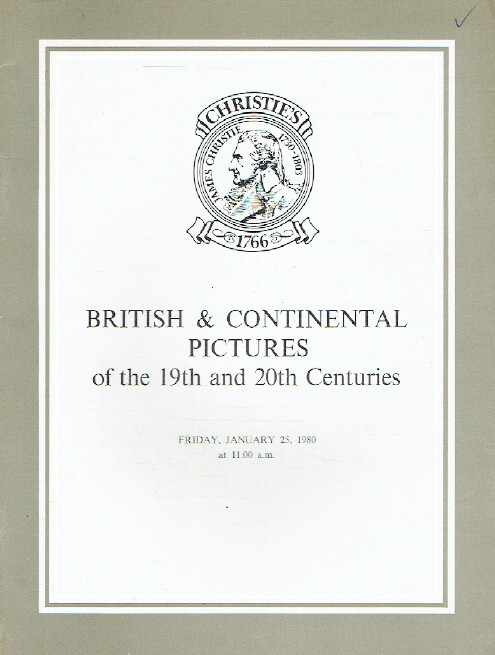 CHRISTIE'S
JAMES CHRISTIE 1730-1803
1766
BRITISH & CONTINENTAL
PICTURES
of the 19th and 20th Centuries
FRIDAY, JANUARY 25, 1980
at 11.00 a.m.